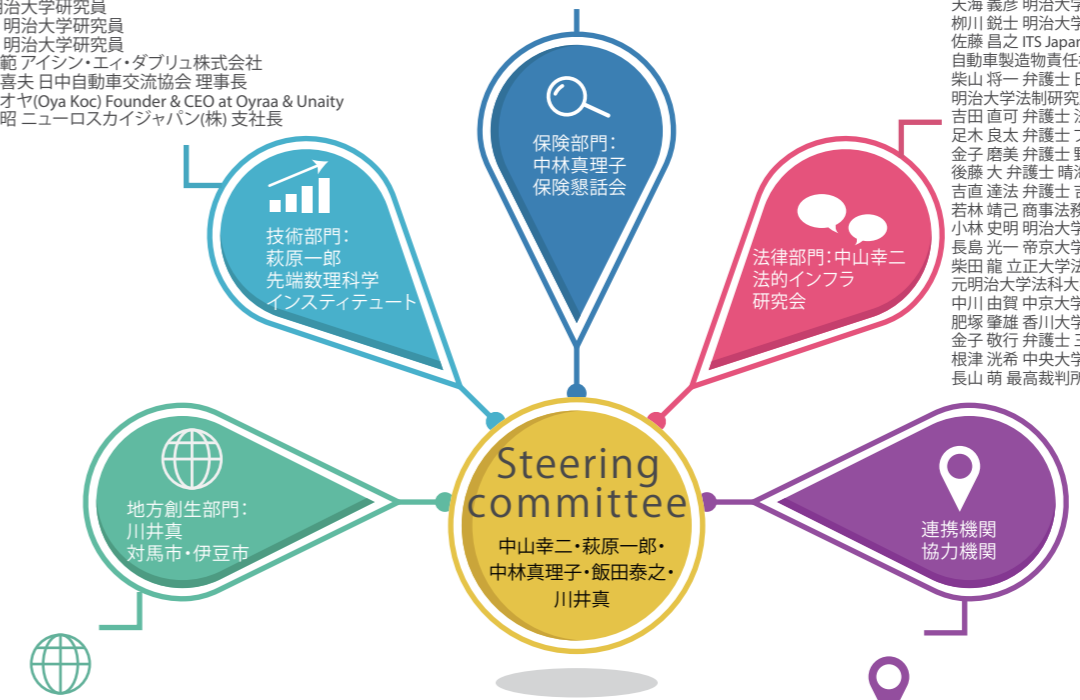 明治大学研究員
明治大学研究員
明治大学研究員
範 アイシン・エィ・ダブリュ株式会社
喜夫 日中自動車交流協会 理事長
オヤ(Oya Koc) Founder & CEO at Oyraa & Unaity
昭 ニューロスカイジャパン(株) 支社長
保険部門：
中林真理子
保険懇話会
技術部門：
萩原一郎
先端数理科学
インスティテュート
法律部門：中山幸二
法的インフラ
研究会
天海 義彦 明治大学
栁川 鋭士 明治大学
佐藤 昌之 ITS Japan
自動車製造物責任
柴山 将一 弁護士
明治大学法制研究
吉田 直可 弁護士
足木 良太 弁護士
金子 磨美 弁護士
後藤 大 弁護士
吉直 達法 弁護士
若林 靖己 商事法務
小林 史明 明治大学
長島 光一 帝京大学
柴田 龍 立正大学
元明治大学法科大
中川 由賀 中京大学
肥塚 肇雄 香川大学
金子 敬行 弁護士
根津 洸希 中央大学
長山 萌 最高裁判所
地方創生部門：
川井真
対馬市・伊豆市
Steering
committee
中山幸二・萩原一郎・
中林真理子・飯田泰之・
川井真
連携機関
協力機関